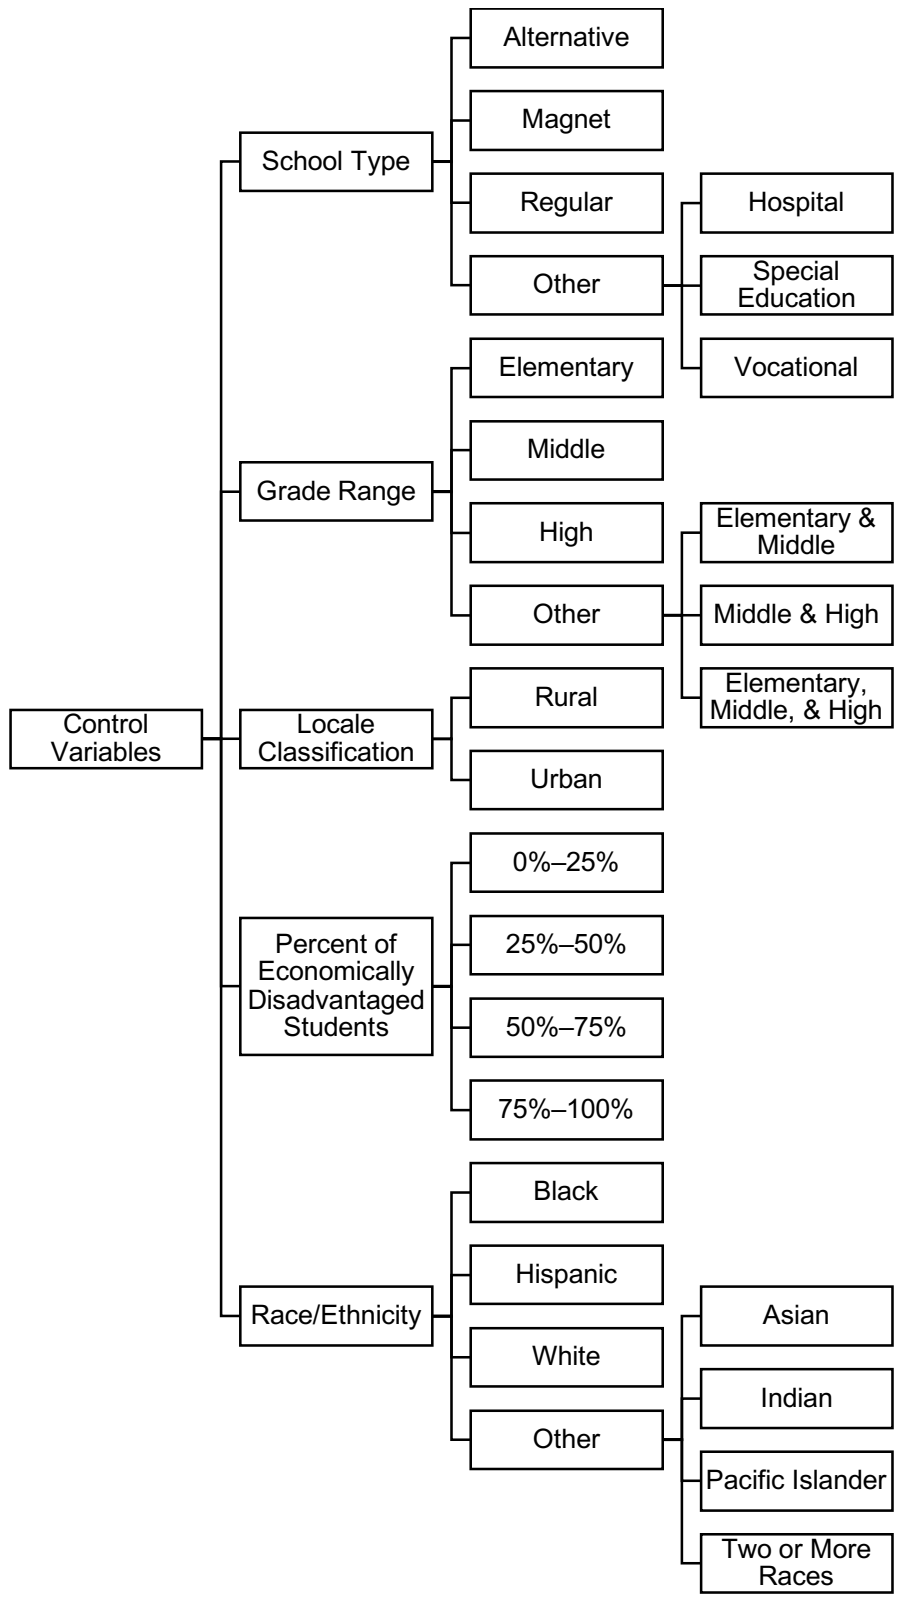 Alternative
Magnet
School Type
Regular
Hospital
Other
Special
Education
Elementary
Vocational
Middle
Grade Range
High
Elementary &
Middle
Other
Middle & High
Rural
Elementary,
Middle, & High
Control
Variables
Locale
Classification
Urban
0%–25%
25%–50%
Percent of
Economically
Disadvantaged
Students
50%–75%
75%–100%
Black
Hispanic
Race/Ethnicity
Asian
White
Indian
Other
Pacific Islander
Two or More
Races